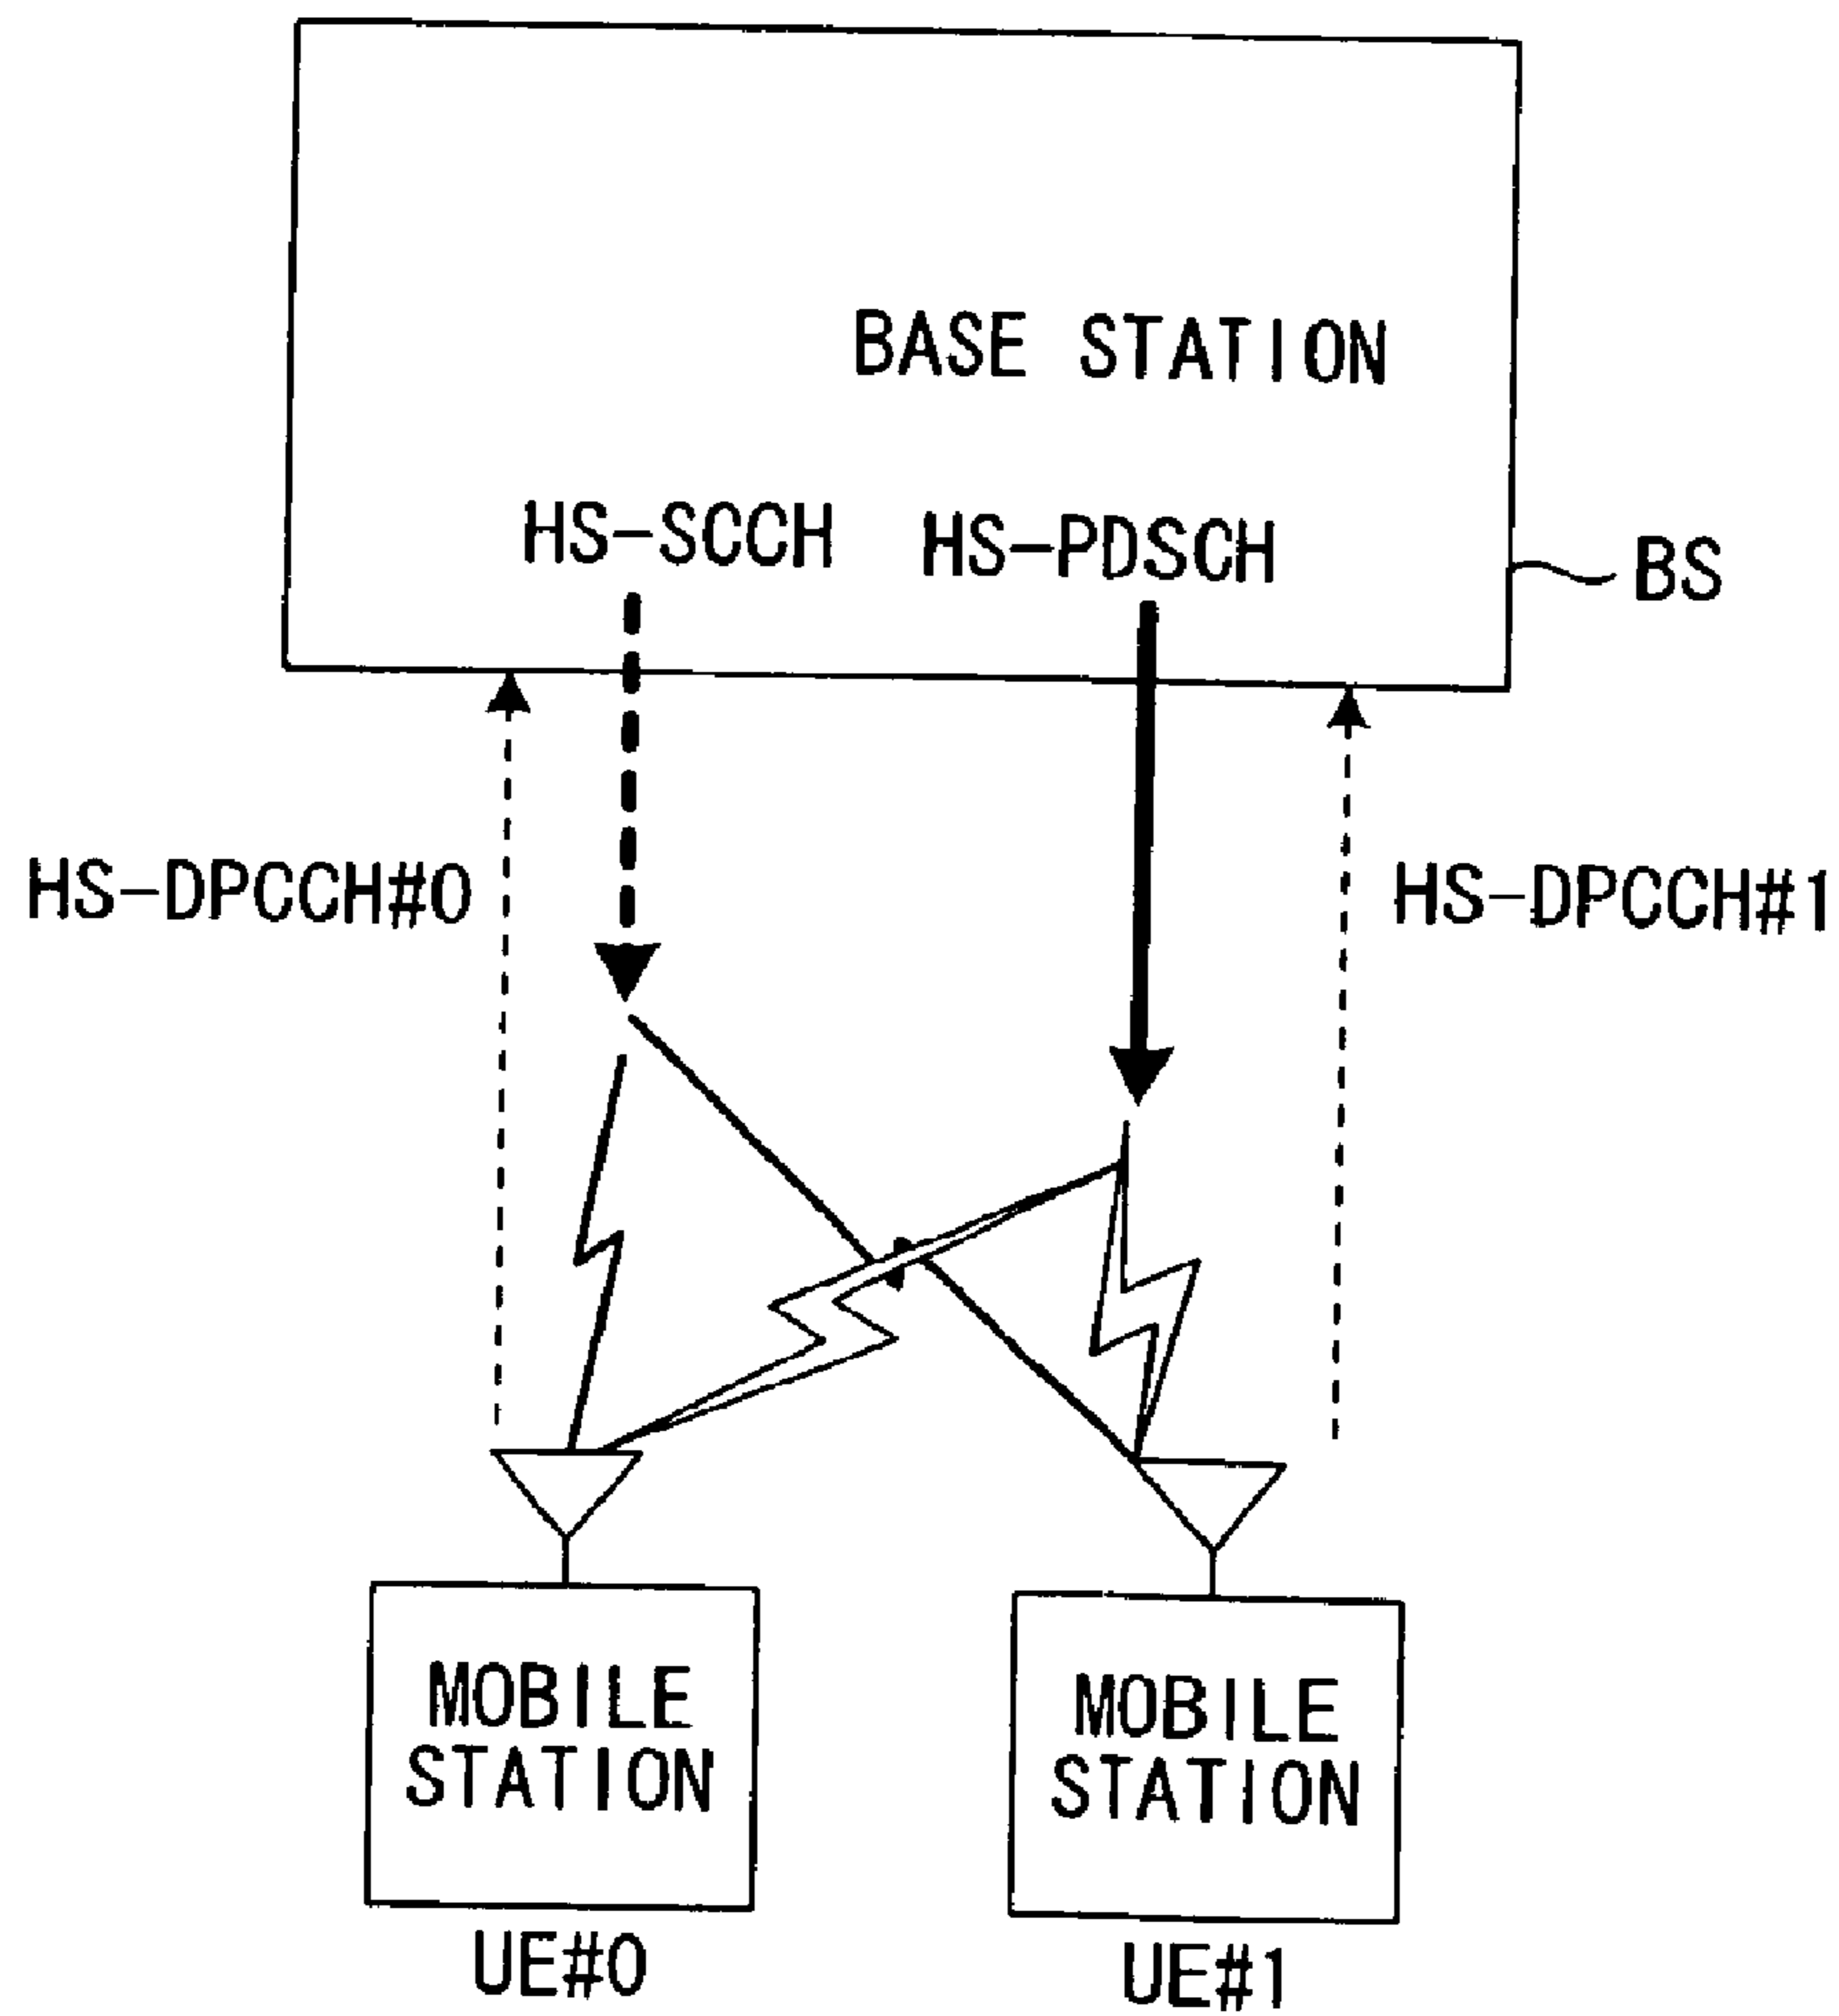 BASE STATION
HS-SCCH
HS-PDSCH
BS
HS-DPCCH#0
HS-DPCCH#1
MOBILE
STATION
MOBILE
STATION
UE#0
UE#1